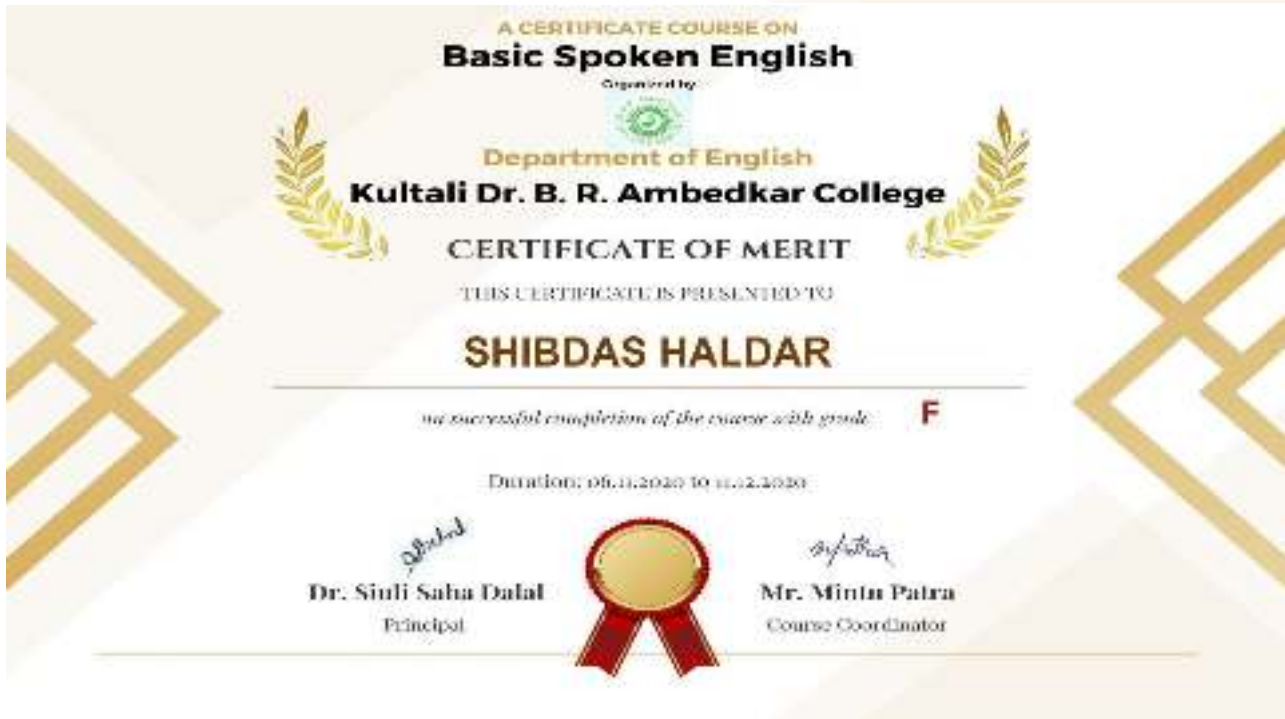 A CERTIFICATE COURSE ON
Basic Spoken English
Organized by
Department of English
Kultali Dr. B. R. Ambedkar College
CERTIFICATE OF MERIT
THIS CERTIFICATE IS PRESENTED TO
SHIBDAS HALDAR
on successful completion of the course with grade F
Duration: 06.11.2020 to 11.12.2020
Dr. Siuli Saha Dalal
Mr. Mintu Patra
Principal
Course Coordinator